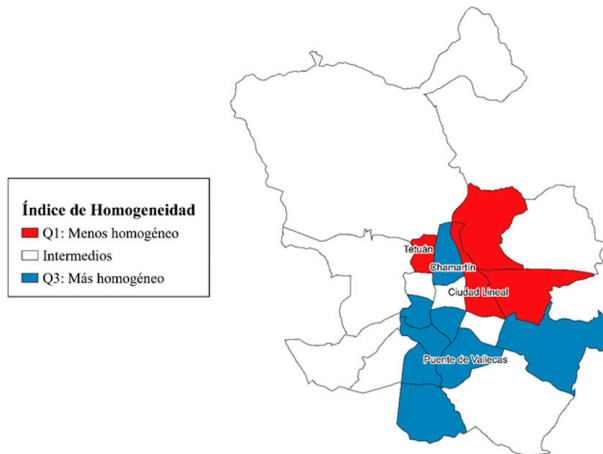 Índice de Homogeneidad
Q1: Menos homogéneo
Intermedios
Q3: Más homogéneo
Tetuán
Chamartín
Ciudad Lineal
Puente de Vallecas